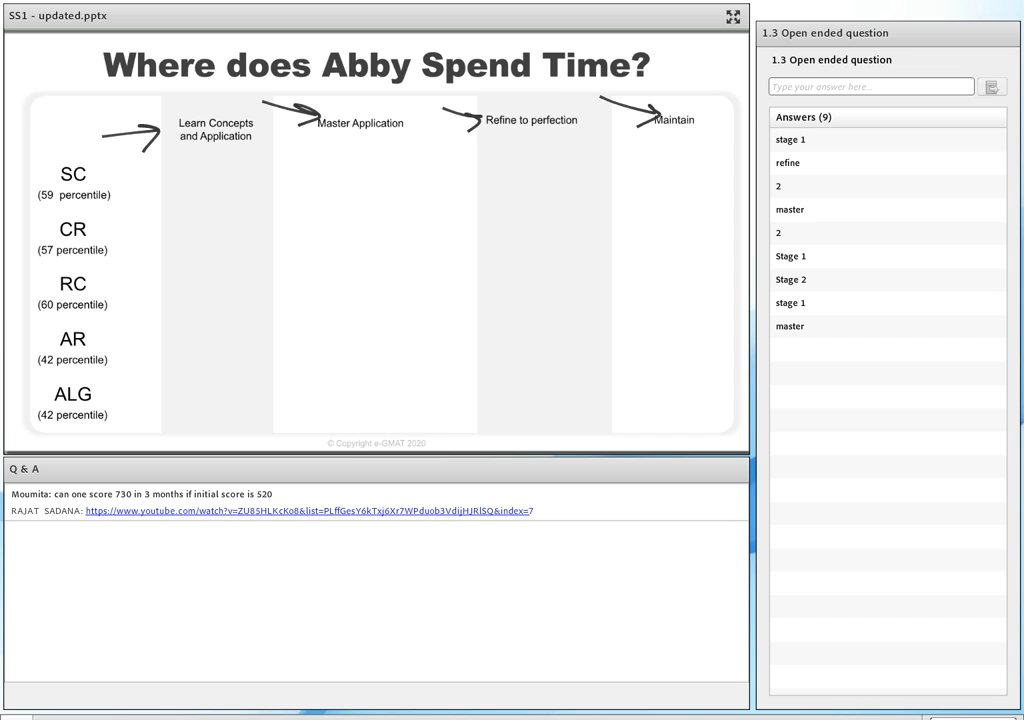 SS1 - updated.pptx
Where does Abby Spend Time?
Learn Concepts
and Application
Master Application
Refine to perfection
Maintain
SC
(59 percentile)
CR
(57 percentile)
RC
(60 percentile)
AR
(42 percentile)
ALG
(42 percentile)
© Copyright e-GMAT 2020
Q & A
Moumita: can one score 730 in 3 months if initial score is 520
RAJAT SADANA: https://www.youtube.com/watch?v=ZU85HLKcKo8&list=PLffGesY6kTxj6Xr7WPduob3VdijHJRlSQ&index=7
1.3 Open ended question
1.3 Open ended question
Type your answer here...
Answers (9)
stage 1
refine
2
master
2
Stage 1
Stage 2
stage 1
master